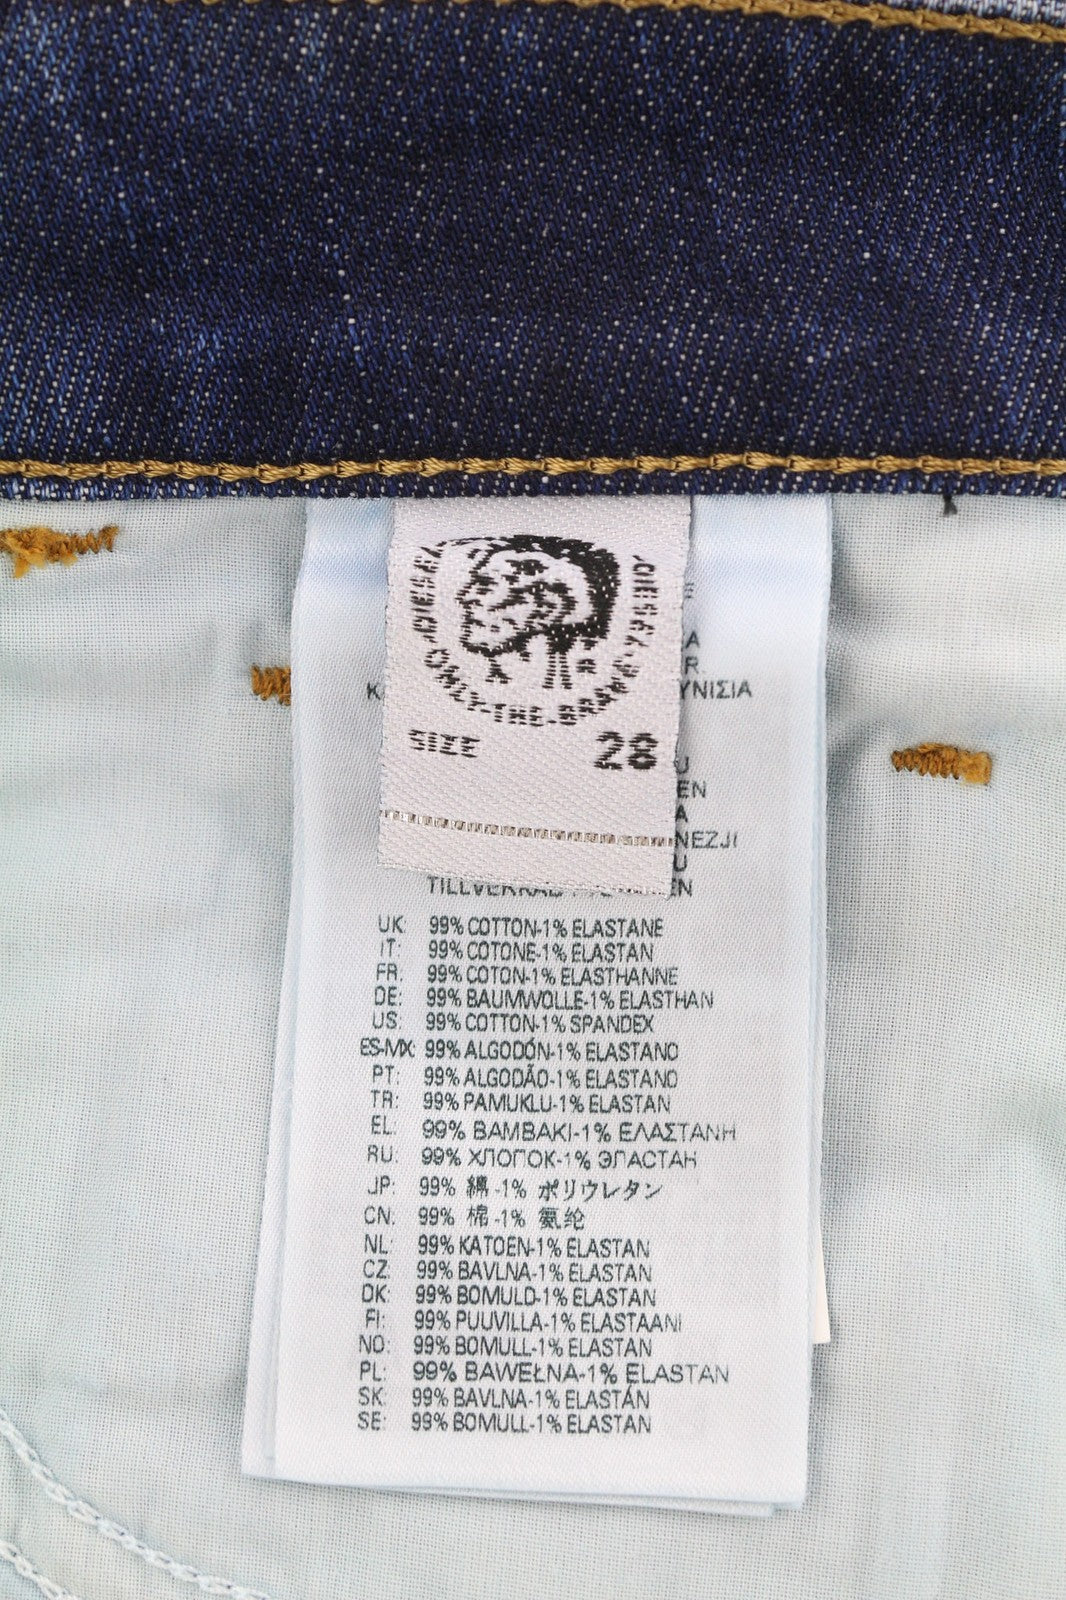 DIESEL
ONLY-THE-BRAVE
DIESEL
R
SIZE 28
ΥΝΙΣΙΑ
EN
NEZJI
UK: 99% COTTON-1% ELASTANE
IT: 99% COTONE-1% ELASTAN
FR: 99% COTON-1% ELASTHANNE
DE: 99% BAUMWOLLE-1% ELASTHAN
US: 99% COTTON-1% SPANDEX
ES-MX: 99% ALGODÓN-1% ELASTANO
PT: 99% ALGODÃO-1% ELASTANO
TR: 99% PAMUKLU-1% ELASTAN
EL: 99% ΒΑΜΒΑΚΙ-1% ΕΛΑΣΤΑΝΗ
RU: 99% ХЛОПОК-1% ЭЛАСТАН
JP: 99% 綿 -1% ポリウレタン
CN: 99% 棉 -1% 氨纶
NL: 99% KATOEN-1% ELASTAN
CZ: 99% BAVLNA-1% ELASTAN
DK: 99% BOMULD-1% ELASTAN
FI: 99% PUUVILLA-1% ELASTAANI
NO: 99% BOMULL-1% ELASTAN
PL: 99% BAWEŁNA-1% ELASTAN
SK: 99% BAVLNA-1% ELASTÁN
SE: 99% BOMULL-1% ELASTAN